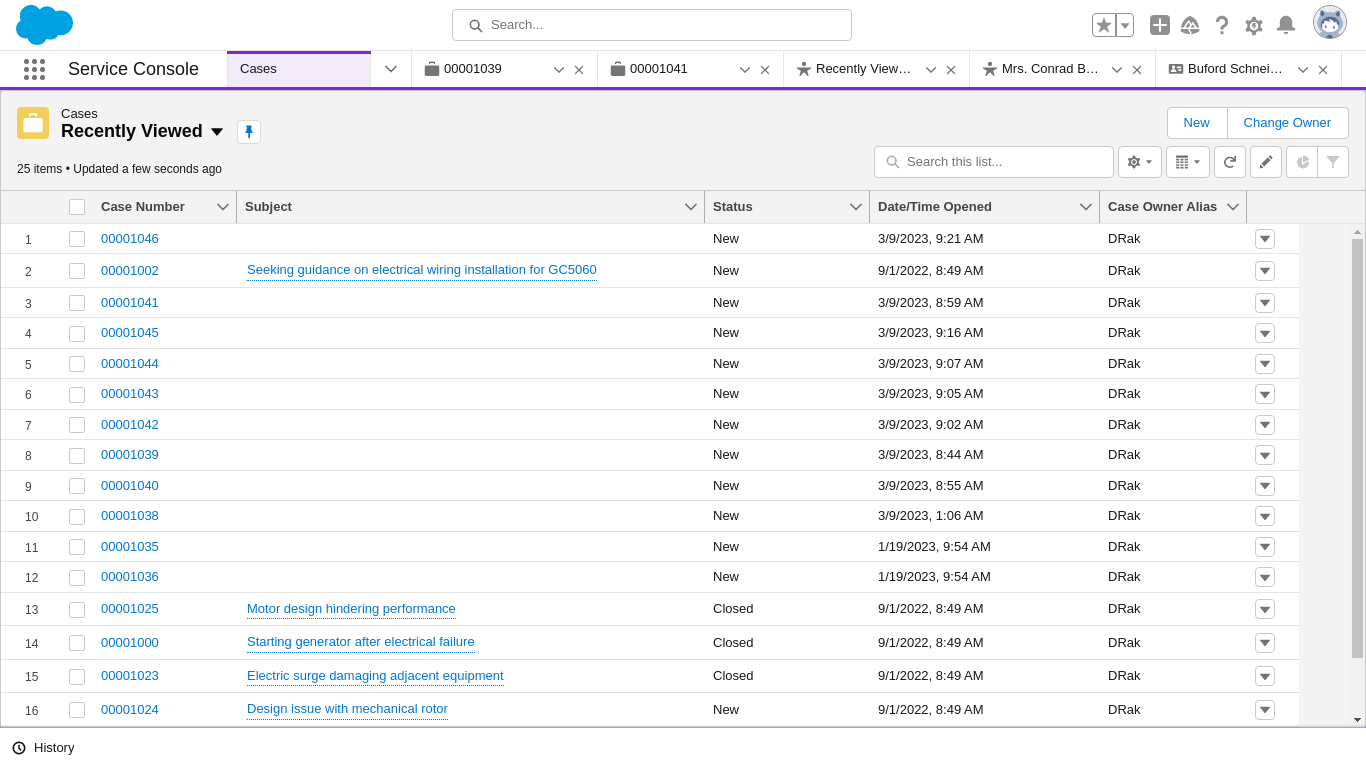 Search...
Service Console
Cases
00001039
00001041
Recently View…
Mrs. Conrad B…
Buford Schnei…
Cases
Recently Viewed
New
Change Owner
25 items • Updated a few seconds ago
Search this list...
Case Number Subject Status Date/Time Opened Case Owner Alias
1 00001046 New 3/9/2023, 9:21 AM DRak
2 00001002 Seeking guidance on electrical wiring installation for GC5060 New 9/1/2022, 8:49 AM DRak
3 00001041 New 3/9/2023, 8:59 AM DRak
4 00001045 New 3/9/2023, 9:16 AM DRak
5 00001044 New 3/9/2023, 9:07 AM DRak
6 00001043 New 3/9/2023, 9:05 AM DRak
7 00001042 New 3/9/2023, 9:02 AM DRak
8 00001039 New 3/9/2023, 8:44 AM DRak
9 00001040 New 3/9/2023, 8:55 AM DRak
10 00001038 New 3/9/2023, 1:06 AM DRak
11 00001035 New 1/19/2023, 9:54 AM DRak
12 00001036 New 1/19/2023, 9:54 AM DRak
13 00001025 Motor design hindering performance Closed 9/1/2022, 8:49 AM DRak
14 00001000 Starting generator after electrical failure Closed 9/1/2022, 8:49 AM DRak
15 00001023 Electric surge damaging adjacent equipment Closed 9/1/2022, 8:49 AM DRak
16 00001024 Design issue with mechanical rotor New 9/1/2022, 8:49 AM DRak
History